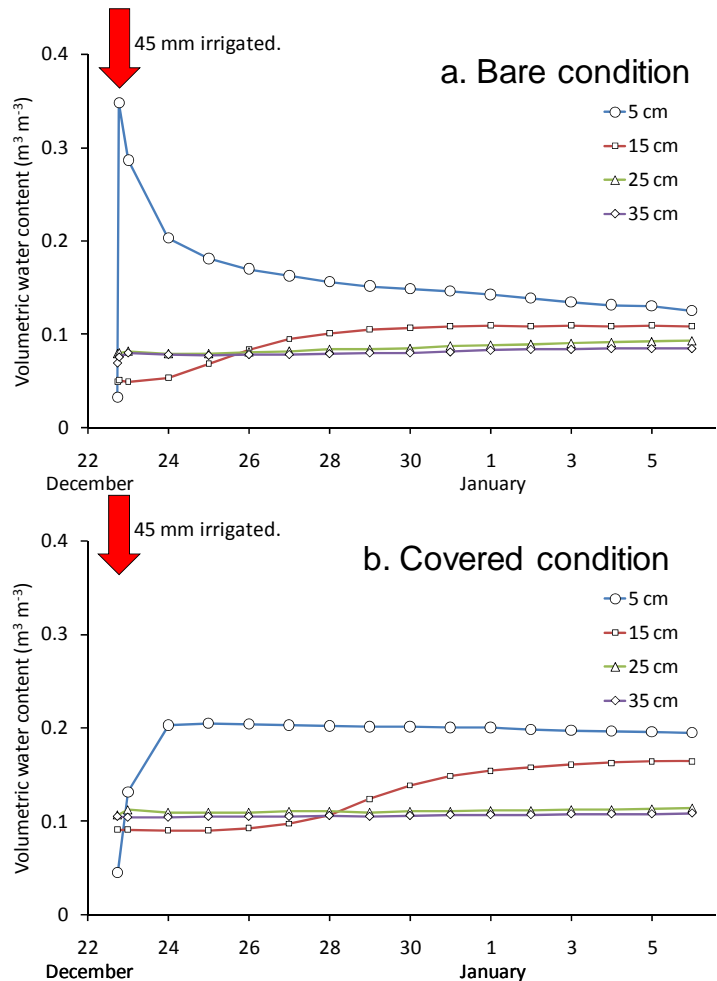 45 mm irrigated.
a. Bare condition
0.4
0.3
0.2
0.1
0
Volumetric water content (m³ m⁻³)
5 cm
15 cm
25 cm
35 cm
22 24 26 28 30 1 3 5
December January
45 mm irrigated.
b. Covered condition
0.4
0.3
0.2
0.1
0
Volumetric water content (m³ m⁻³)
5 cm
15 cm
25 cm
35 cm
22 24 26 28 30 1 3 5
December January